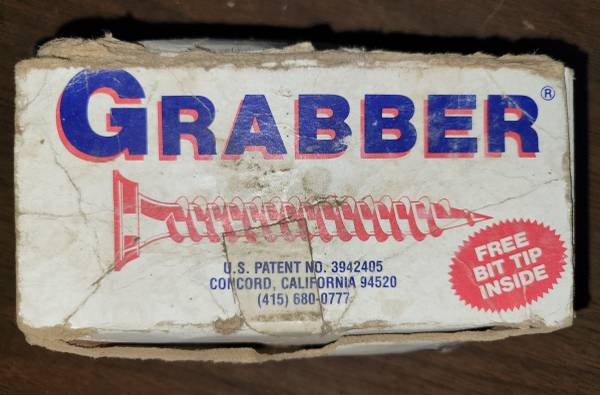 GRABBER®
U.S. PATENT NO. 3942405
CONCORD, CALIFORNIA 94520
(415) 680-0777
FREE
BIT TIP
INSIDE